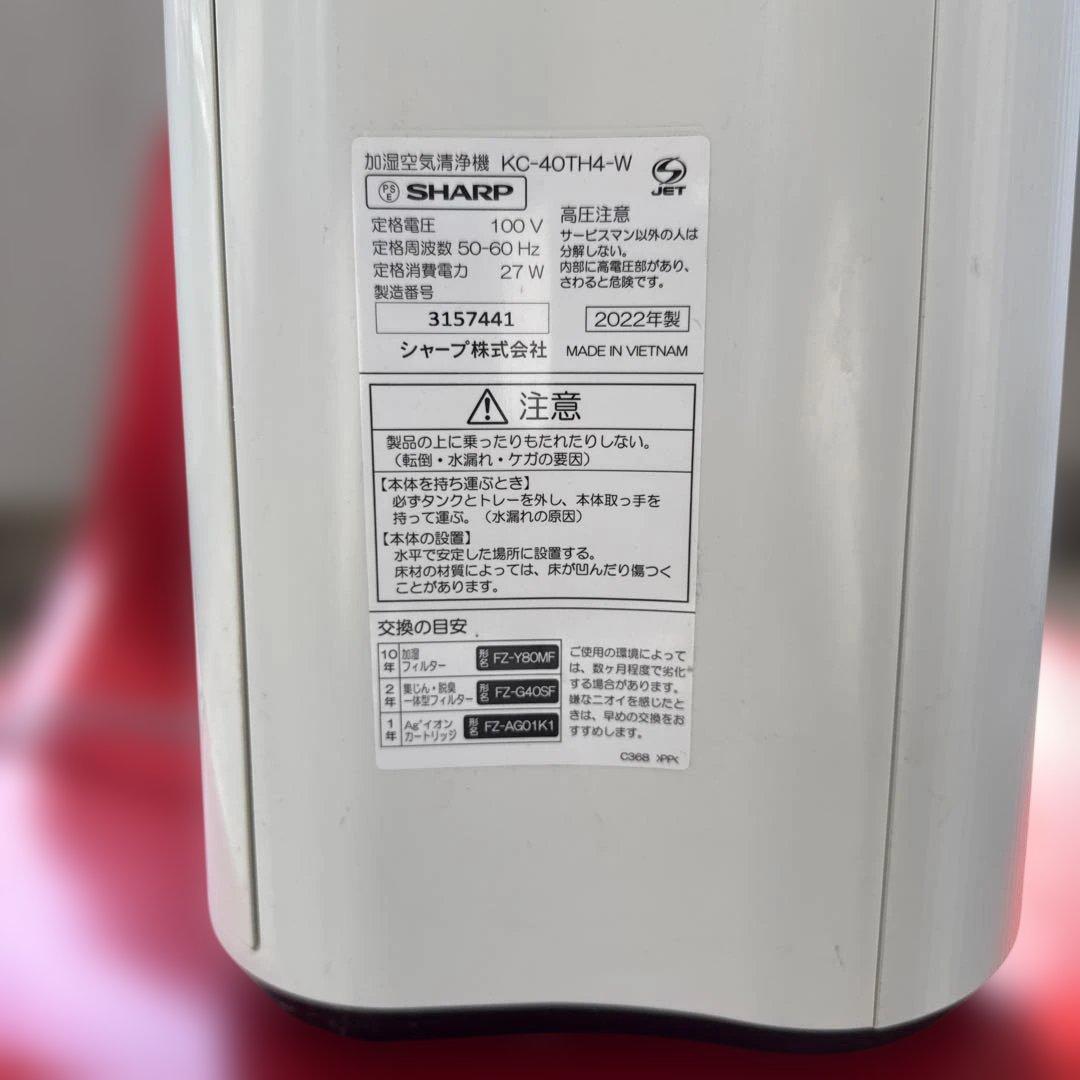 加湿空気清浄機 KC-40TH4-W
JET
PS E SHARP
定格電圧 100 V
定格周波数 50-60 Hz
定格消費電力 27 W
製造番号
3157441
シャープ株式会社
高圧注意
サービスマン以外の人は
分解しない。
内部に高電圧部があり、
さわると危険です。
2022年製
MADE IN VIETNAM
注意
製品の上に乗ったりもたれたりしない。
（転倒・水漏れ・ケガの要因）
【本体を持ち運ぶとき】
必ずタンクとトレーを外し、本体取っ手を
持って運ぶ。（水漏れの原因）
【本体の設置】
水平で安定した場所に設置する。
床材の材質によっては、床が凹んだり傷つく
ことがあります。
交換の目安
10年 加湿フィルター 形名 FZ-Y80MF
2年 集じん・脱臭一体型フィルター 形名 FZ-G40SF
1年 Ag⁺イオンカートリッジ 形名 FZ-AG01K1
ご使用の環境によって
は、数ヶ月程度で劣化
する場合があります。
嫌なニオイを感じたと
きは、早めの交換をお
すすめします。
C368 >PP<